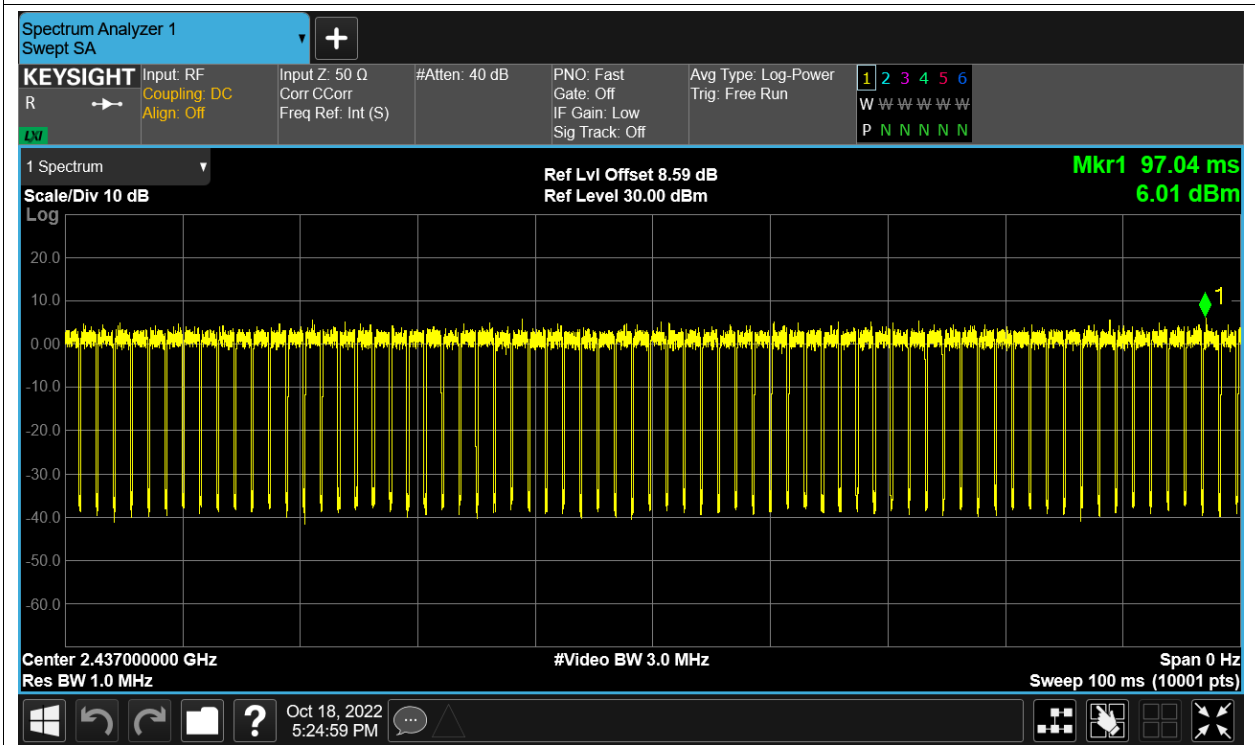 Spectrum Analyzer 1
Swept SA
KEYSIGHT
R
LXI
Input: RF
Coupling: DC
Align: Off
Input Z: 50 Ω
Corr CCorr
Freq Ref: Int (S)
#Atten: 40 dB
PNO: Fast
Gate: Off
IF Gain: Low
Sig Track: Off
Avg Type: Log-Power
Trig: Free Run
1 2 3 4 5 6
W W W W W W
P N N N N N
1 Spectrum
Scale/Div 10 dB
Ref Lvl Offset 8.59 dB
Ref Level 30.00 dBm
Mkr1 97.04 ms
6.01 dBm
Log
20.0
10.0
0.00
-10.0
-20.0
-30.0
-40.0
-50.0
-60.0
1
Center 2.437000000 GHz
Res BW 1.0 MHz
#Video BW 3.0 MHz
Span 0 Hz
Sweep 100 ms (10001 pts)
?
Oct 18, 2022
5:24:59 PM